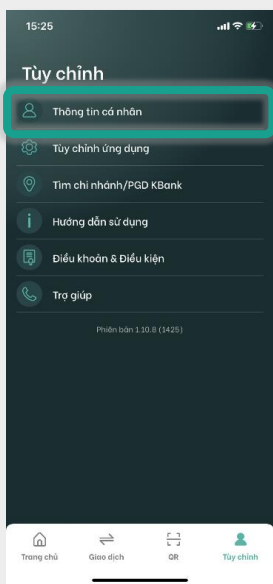 15:25
Tùy chỉnh
Thông tin cá nhân
Tùy chỉnh ứng dụng
Tìm chi nhánh/PGD KBank
Hướng dẫn sử dụng
Điều khoản & Điều kiện
Trợ giúp
Phiên bản 1.10.8 (1425)
Trang chủ Giao dịch QR Tùy chỉnh